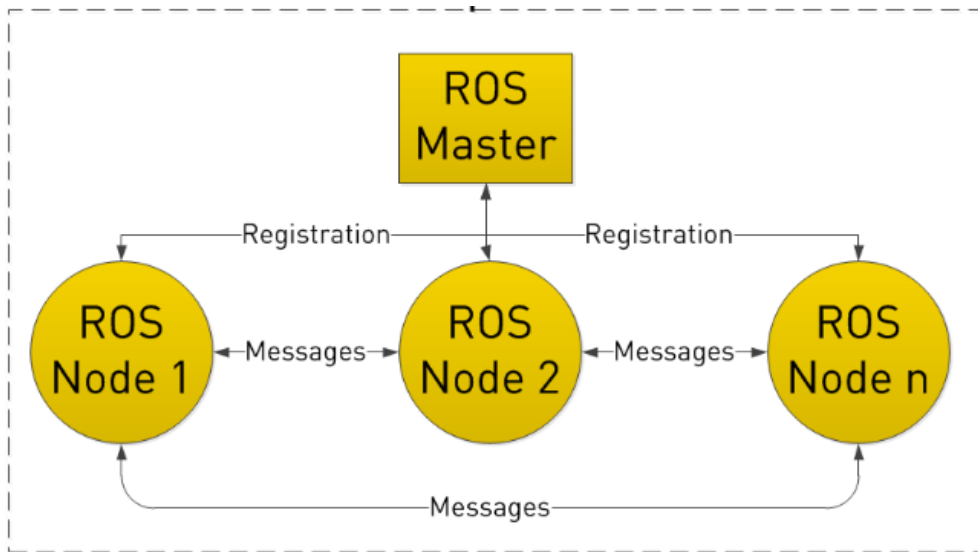 ROS
Master
Registration
Registration
ROS
Node 1
Messages
ROS
Node 2
Messages
ROS
Node n
Messages